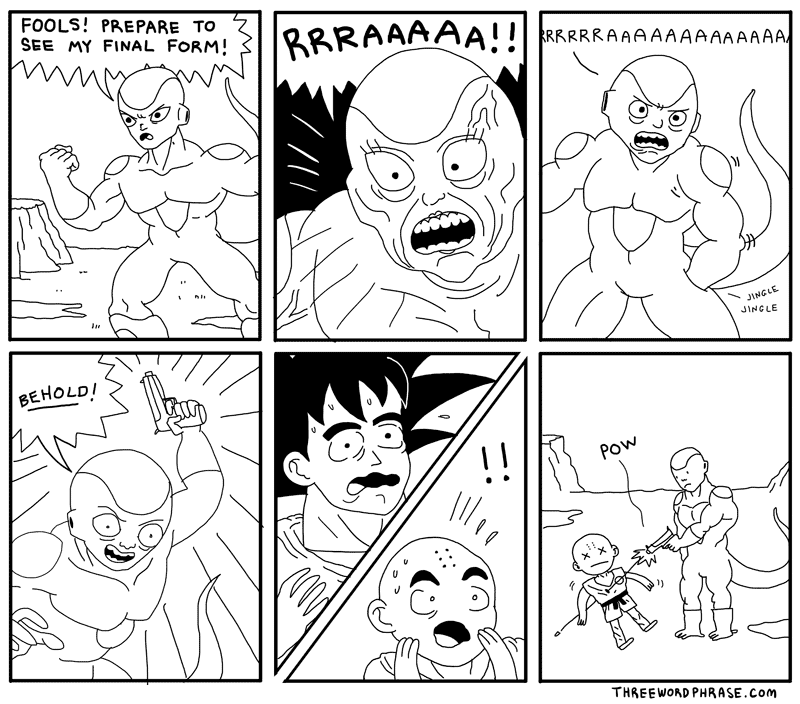 FOOLS! PREPARE TO
SEE MY FINAL FORM!
RRRAAAAA!!
RRRRRRAAAAAAAAAAAAAA
JINGLE
JINGLE
BEHOLD!
!!
POW
THREEWORDPHRASE.COM